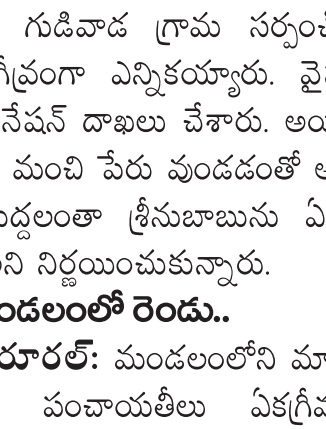 గుడివాడ గ్రామ సర్పంచ్
గ్రీవంగా ఎన్నికయ్యారు.
నేషన్ దాఖలు చేశారు.
మంచి పేరు వుండడంతో
పెద్దలంతా శ్రీనుబాబును
ని నిర్ణయించుకున్నారు.
మండలంలో రెండు..
రూరల్: మండలంలోని
పంచాయతీలు ఏకగ్రీవ